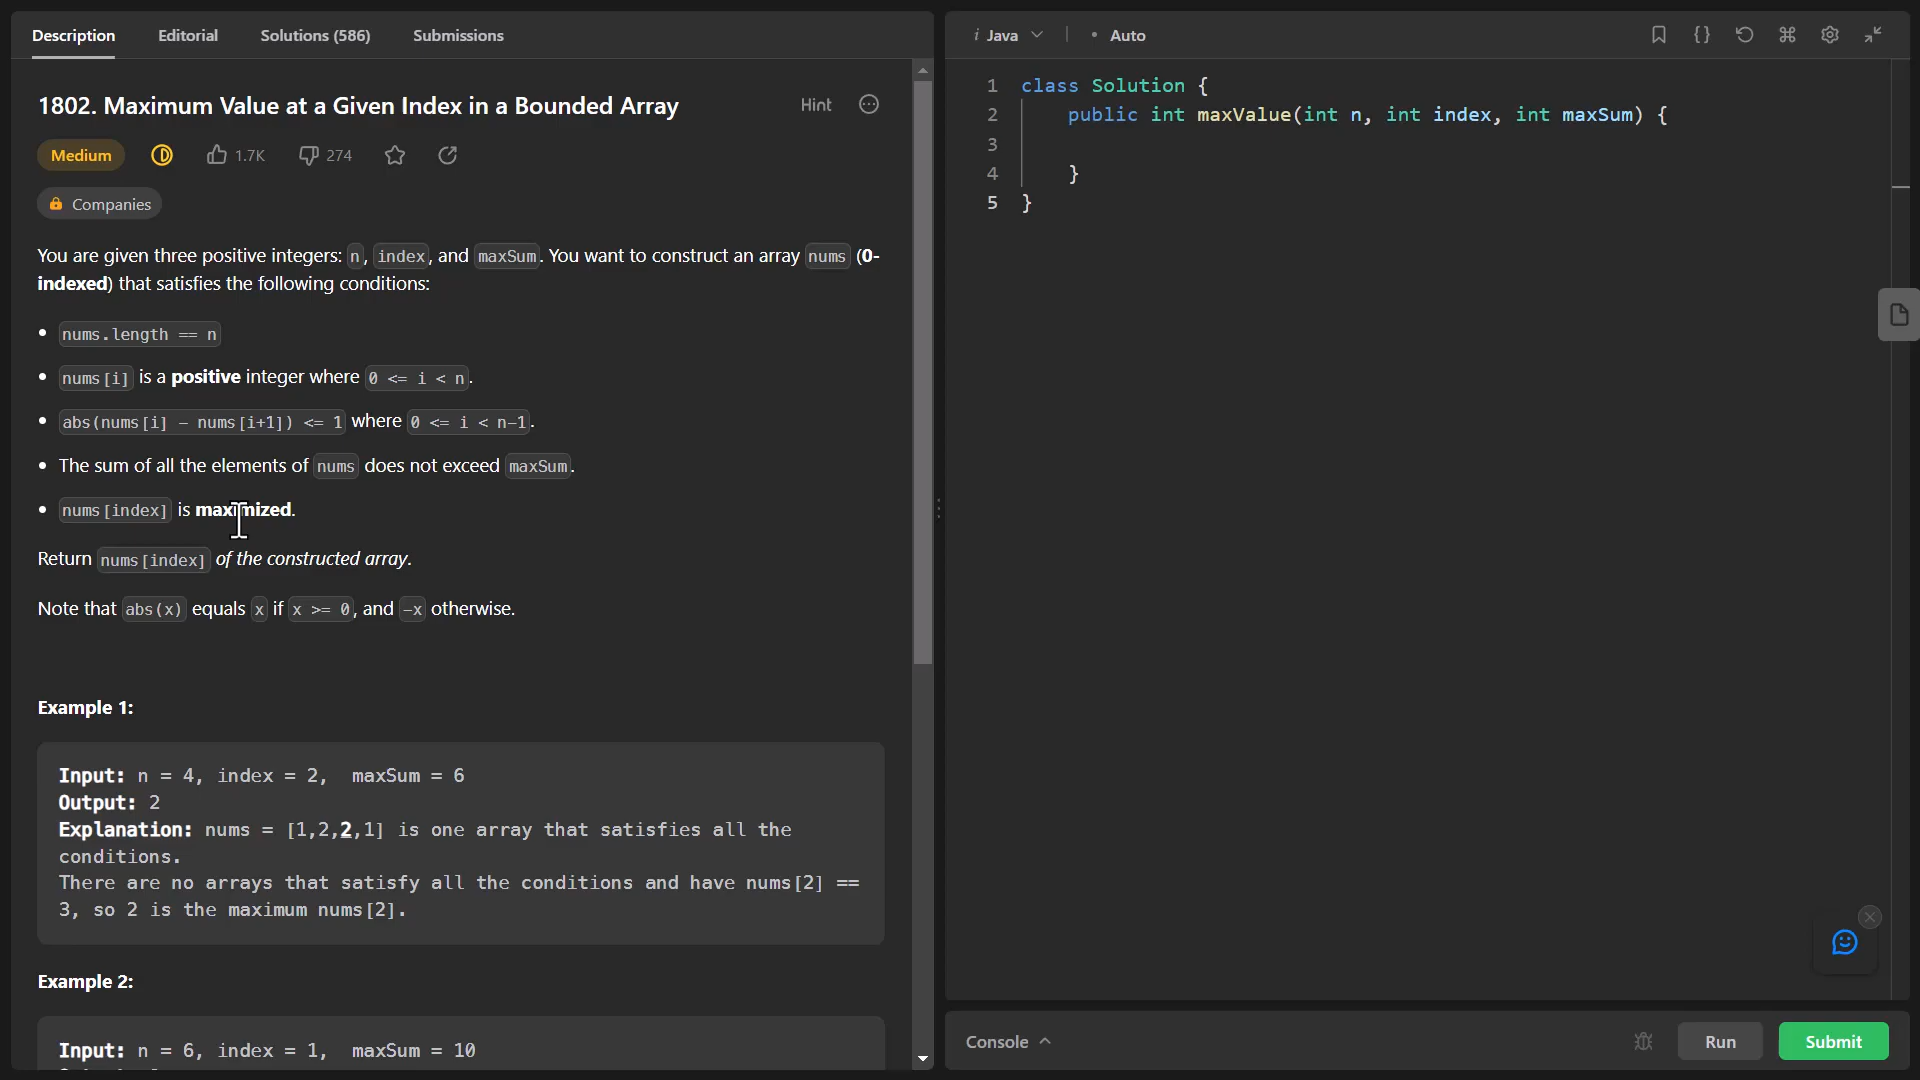 Description
Editorial
Solutions (586)
Submissions
1802. Maximum Value at a Given Index in a Bounded Array
Hint
Medium
1.7K
274
Companies
You are given three positive integers: n, index, and maxSum. You want to construct an array nums (0-
indexed) that satisfies the following conditions:
• nums.length == n
• nums[i] is a positive integer where 0 <= i < n.
• abs(nums[i] - nums[i+1]) <= 1 where 0 <= i < n-1.
• The sum of all the elements of nums does not exceed maxSum.
• nums[index] is maximized.
Return nums[index] of the constructed array.
Note that abs(x) equals x if x >= 0, and -x otherwise.
Example 1:
Input: n = 4, index = 2,  maxSum = 6
Output: 2
Explanation: nums = [1,2,2,1] is one array that satisfies all the
conditions.
There are no arrays that satisfy all the conditions and have nums[2] ==
3, so 2 is the maximum nums[2].
Example 2:
Input: n = 6, index = 1,  maxSum = 10
i Java
• Auto
1 class Solution {
2     public int maxValue(int n, int index, int maxSum) {
3
4     }
5 }
Console
Run
Submit